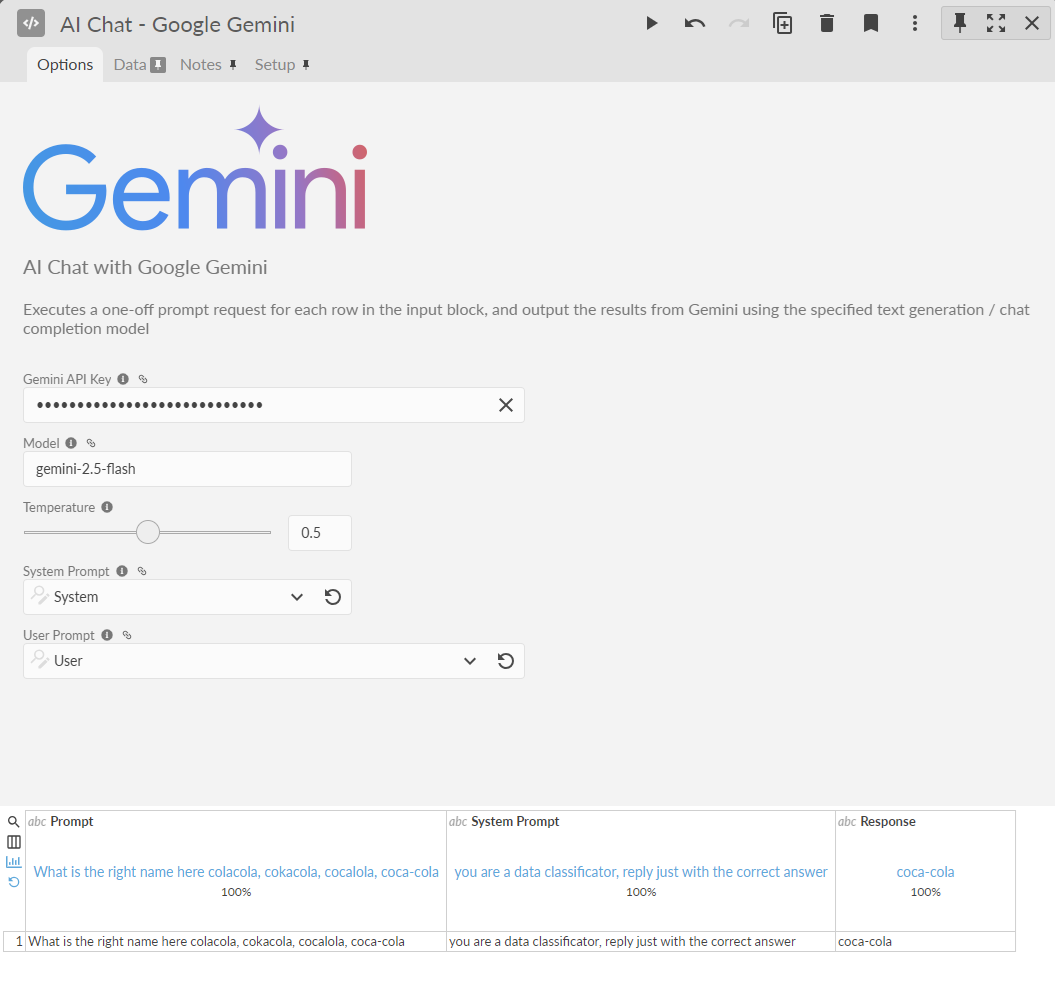 AI Chat - Google Gemini
Options Data Notes Setup
Gemini
AI Chat with Google Gemini
Executes a one-off prompt request for each row in the input block, and output the results from Gemini using the specified text generation / chat
completion model
Gemini API Key
•••••••••••••••••••••••••••
Model
gemini-2.5-flash
Temperature
0.5
System Prompt
System
User Prompt
User
abc Prompt abc System Prompt abc Response
What is the right name here colacola, cokacola, cocalola, coca-cola you are a data classificator, reply just with the correct answer coca-cola
100% 100% 100%
1 What is the right name here colacola, cokacola, cocalola, coca-cola you are a data classificator, reply just with the correct answer coca-cola